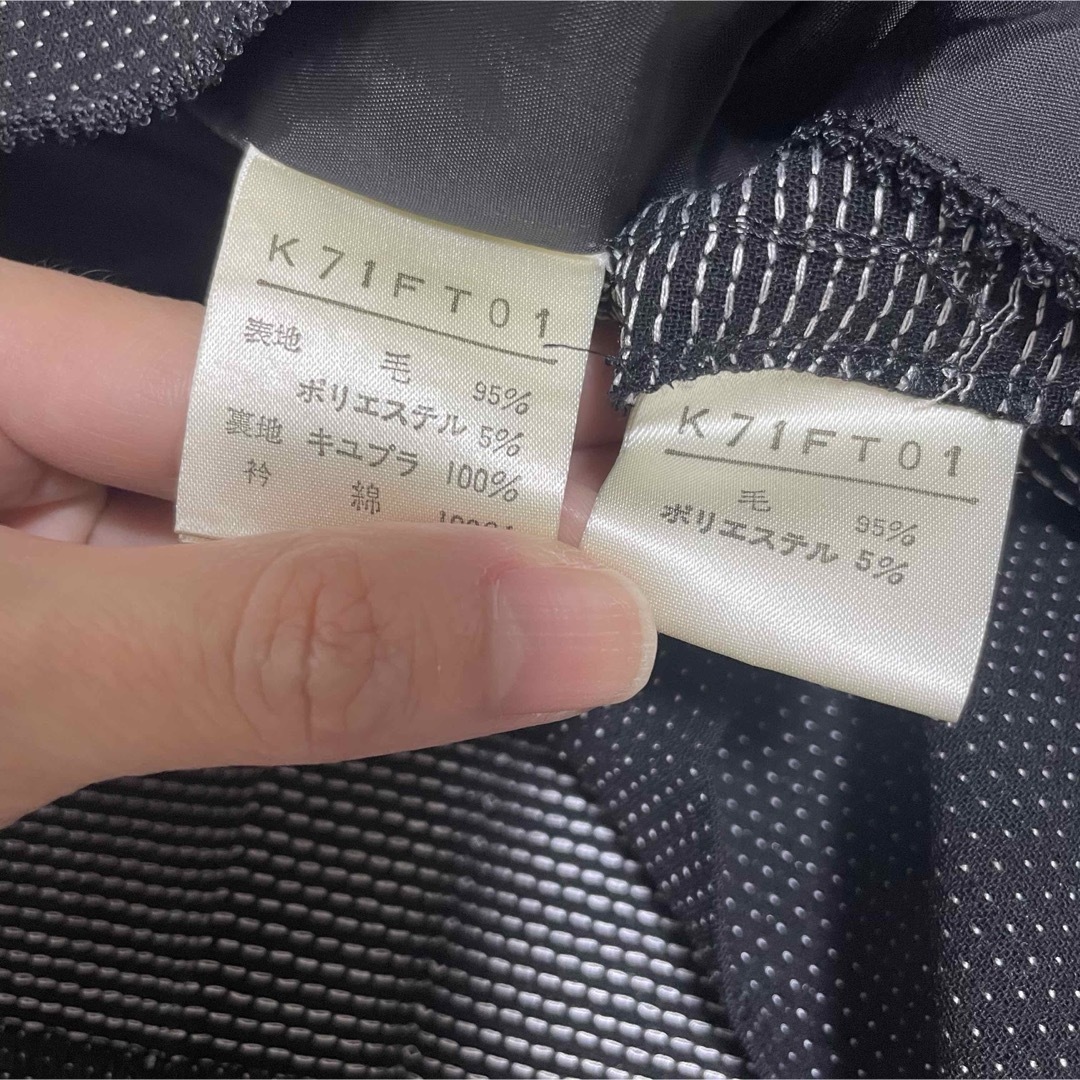 K71FT01
表地 毛 95%
ポリエステル 5%
裏地 キュプラ 100%
衿 綿
K71FT01
毛 95%
ポリエステル 5%